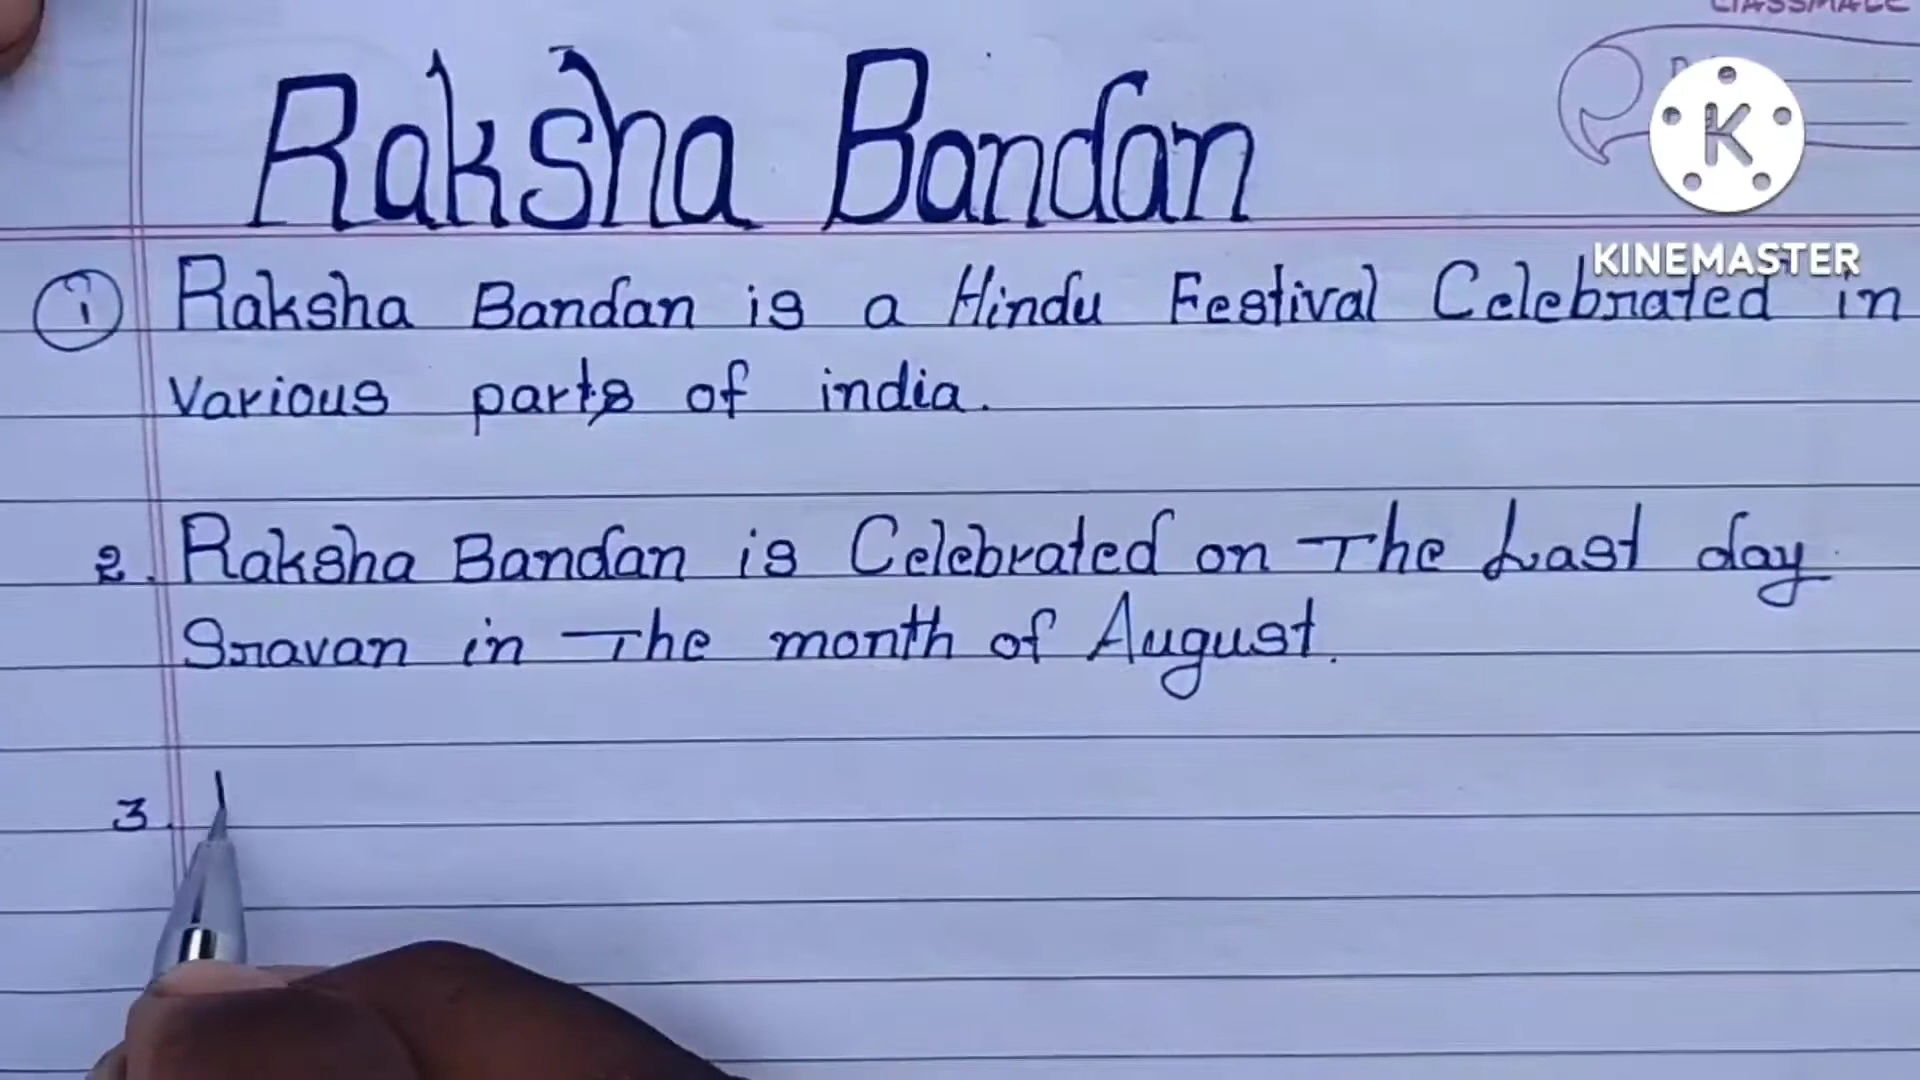 CLASSMATE
Raksha Bandan
KINEMASTER
1 Raksha Bandan is a Hindu Festival Celebrated in
Various parts of india.
2. Raksha Bandan is Celebrated on The Last day
Sravan in The month of August.
3.